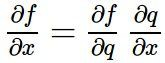 ∂f/∂x = ∂f/∂q ∂q/∂x